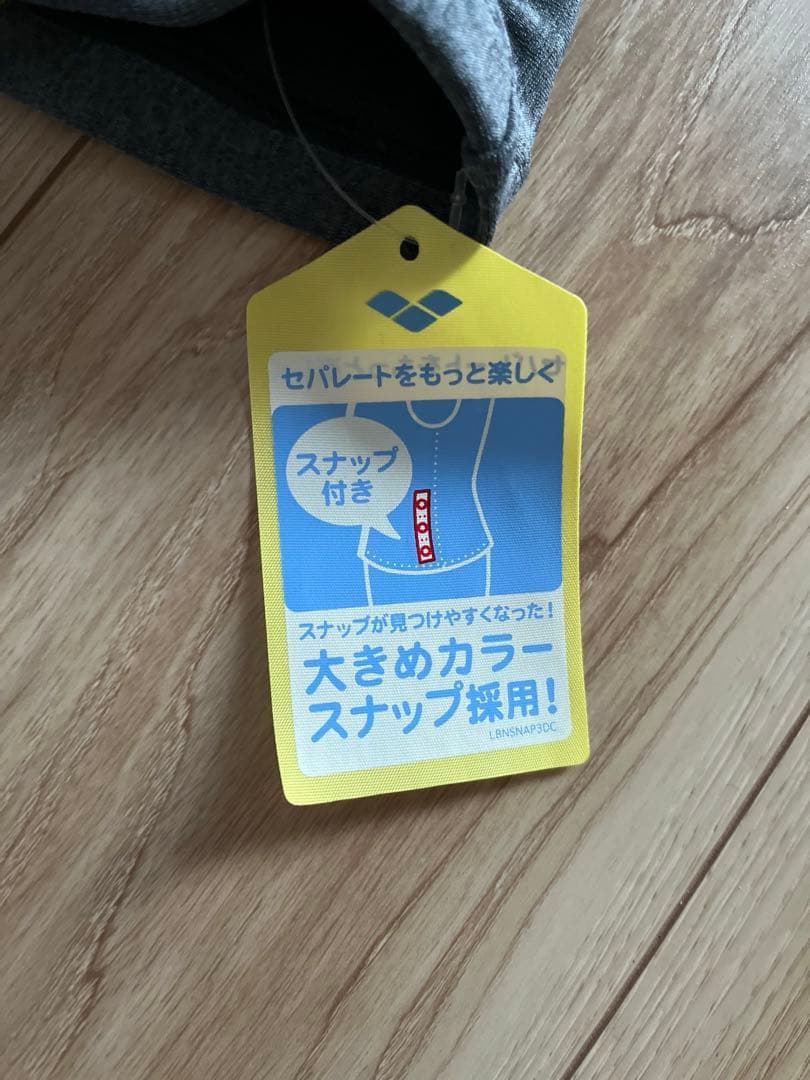 セパレートをもっと楽しく
スナップ
付き
スナップが見つけやすくなった!
大きめカラー
スナップ採用!
LBNSNAP3DC